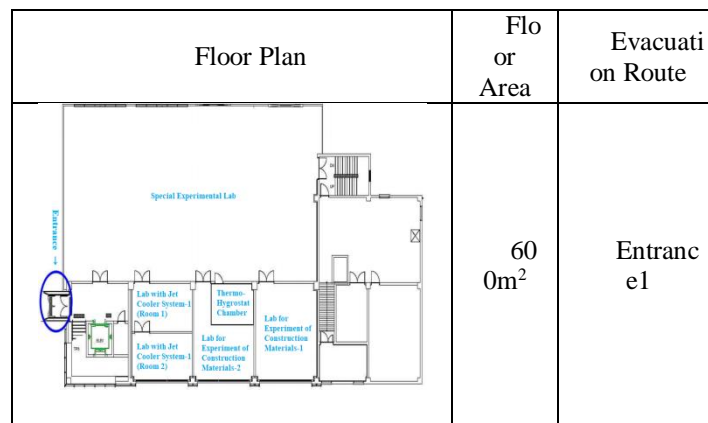 Floor Plan
Flo
or
Area
Evacuati
on Route
Special Experimental Lab
Entrance →
Lab with Jet
Cooler System-1
(Room 1)
Thermo-
Hygrostat
Chamber
Lab for
Experiment of
Construction
Materials-1
Lab with Jet
Cooler System-1
(Room 2)
Lab for
Experiment of
Construction
Materials-2
60
0m²
Entranc
e1